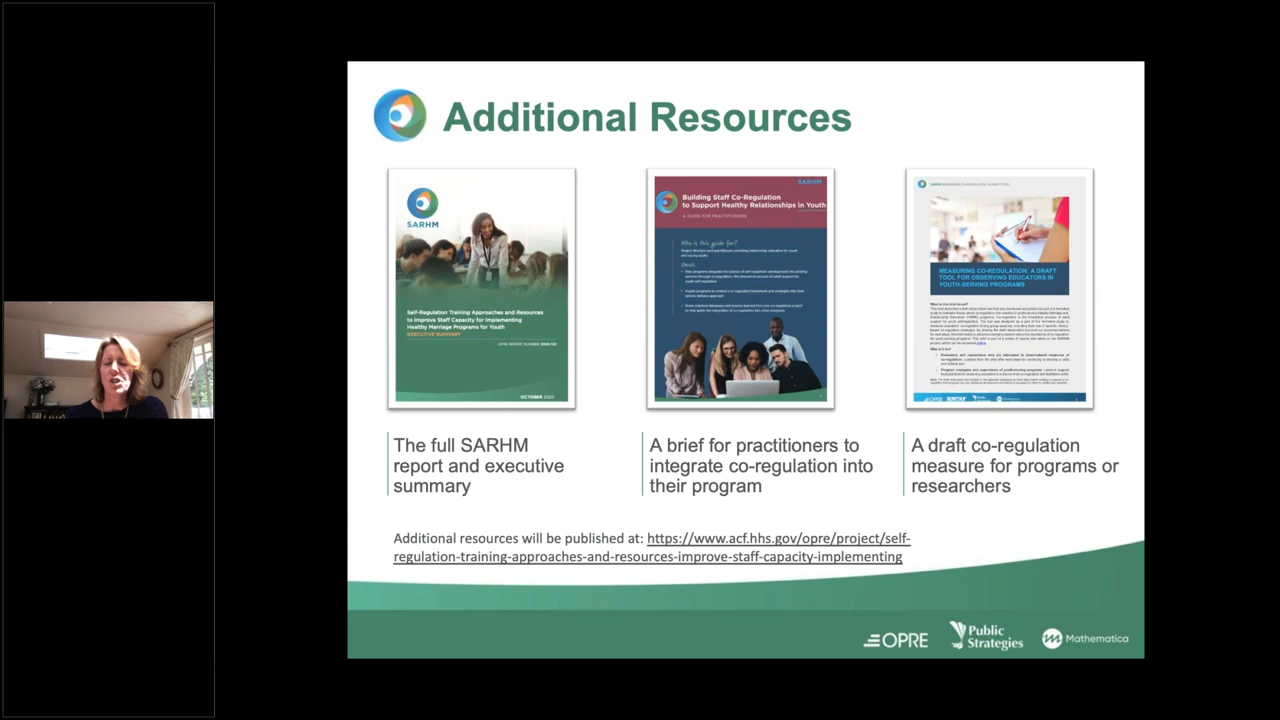 Additional Resources
SARHM
Self-Regulation Training Approaches and Resources
to Improve Staff Capacity for Implementing
Healthy Marriage Programs for Youth
EXECUTIVE SUMMARY
OPRE REPORT NUMBER
OCTOBER 2020
SARHM
Building Staff Co-Regulation
to Support Healthy Relationships in Youth
A GUIDE FOR PRACTITIONERS
Who is this guide for?
Goals
MEASURING CO-REGULATION: A DRAFT
TOOL FOR OBSERVING EDUCATORS IN
YOUTH-SERVING PROGRAMS
The full SARHM
report and executive
summary
A brief for practitioners to
integrate co-regulation into
their program
A draft co-regulation
measure for programs or
researchers
Additional resources will be published at: https://www.acf.hhs.gov/opre/project/self-
regulation-training-approaches-and-resources-improve-staff-capacity-implementing
OPRE
Public
Strategies
Mathematica